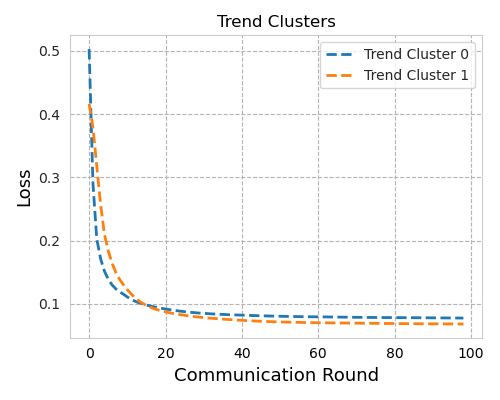 Trend Clusters
Trend Cluster 0
Trend Cluster 1
Loss
0.5
0.4
0.3
0.2
0.1
0 20 40 60 80 100
Communication Round